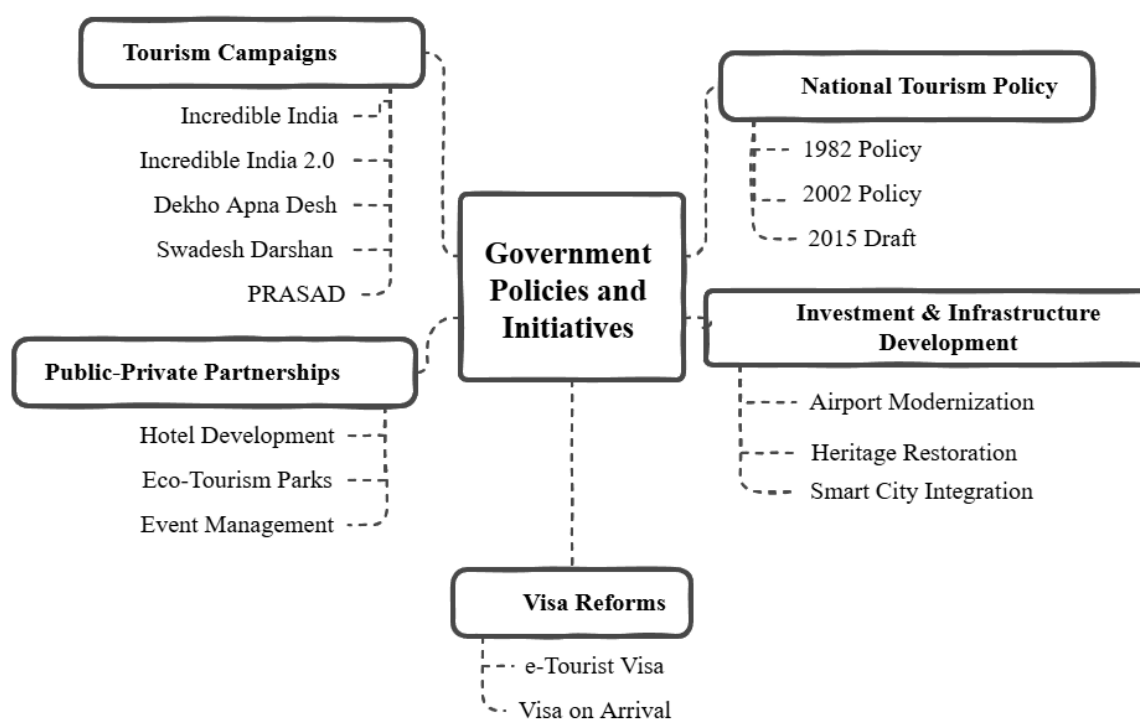 Tourism Campaigns
Incredible India
Incredible India 2.0
Dekho Apna Desh
Swadesh Darshan
PRASAD
Public-Private Partnerships
Hotel Development
Eco-Tourism Parks
Event Management
Government
Policies and
Initiatives
National Tourism Policy
1982 Policy
2002 Policy
2015 Draft
Investment & Infrastructure
Development
Airport Modernization
Heritage Restoration
Smart City Integration
Visa Reforms
e-Tourist Visa
Visa on Arrival